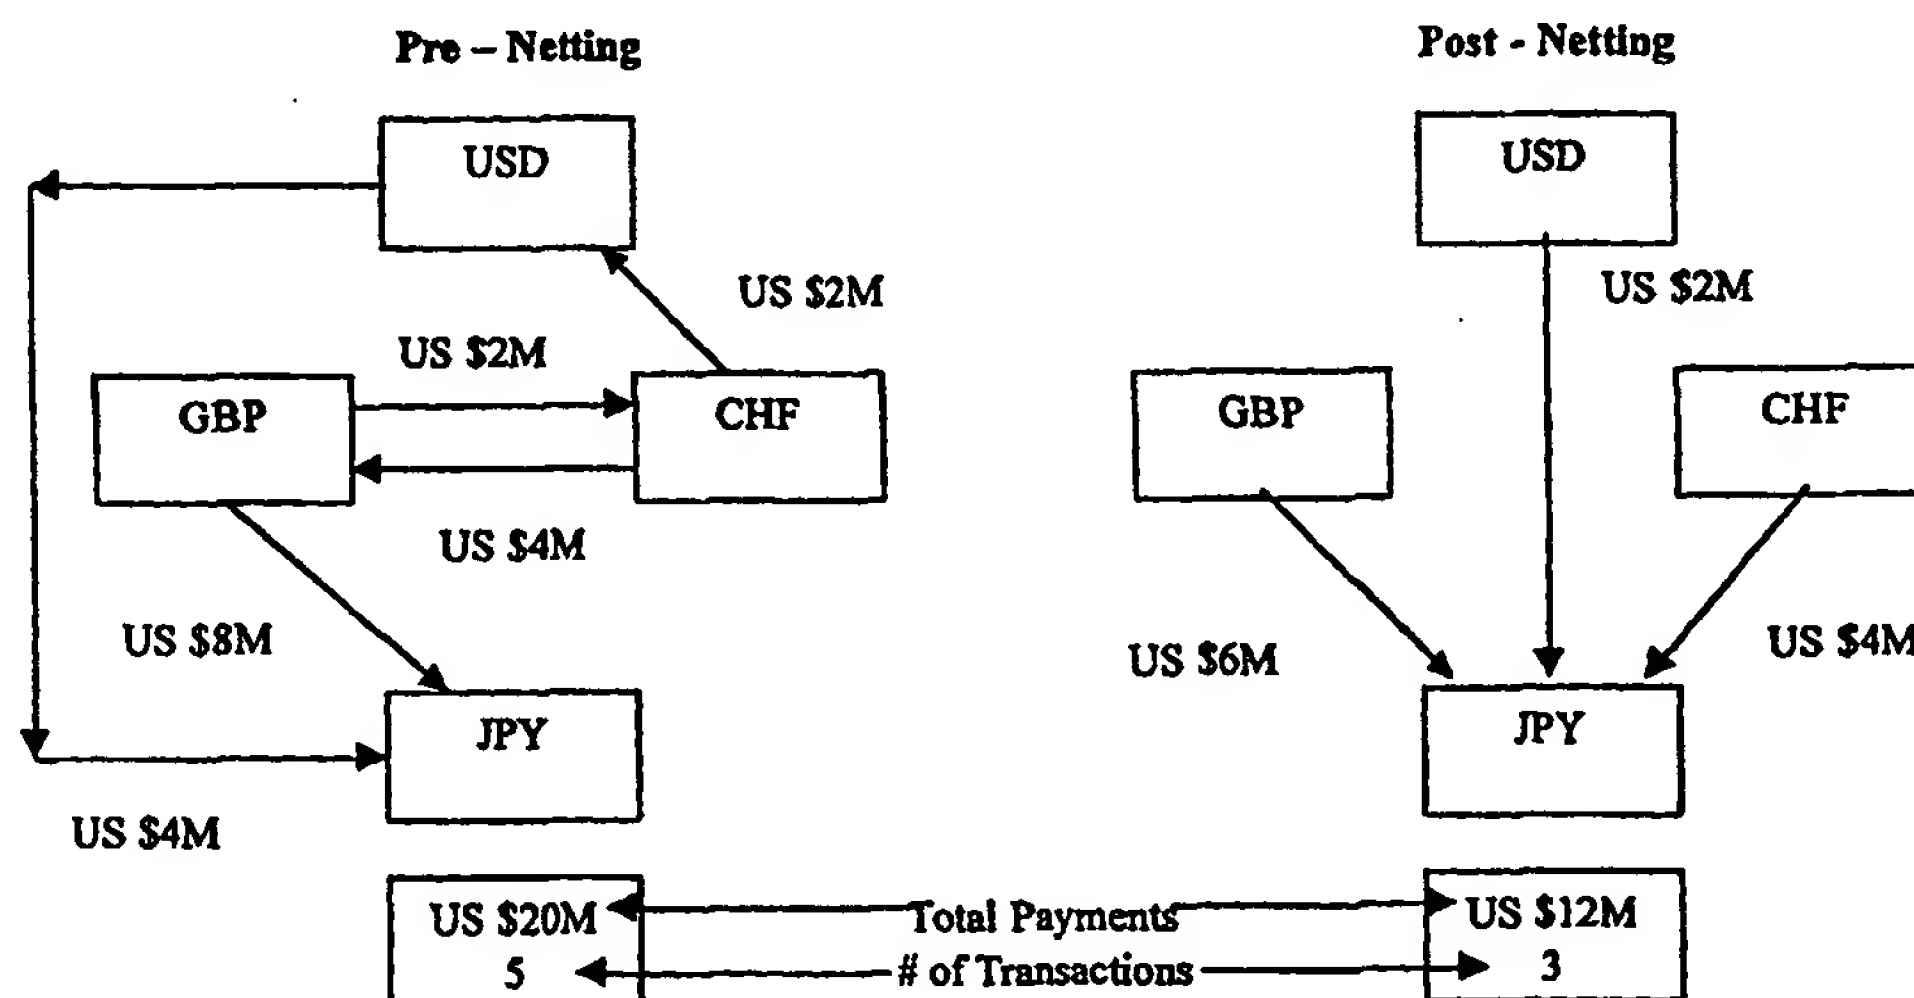 Pre – Netting
Post - Netting
USD
USD
US $2M
US $2M
US $2M
GBP
CHF
GBP
CHF
US $4M
US $8M
US $6M
US $4M
JPY
JPY
US $4M
US $20M
Total Payments
US $12M
5
# of Transactions
3